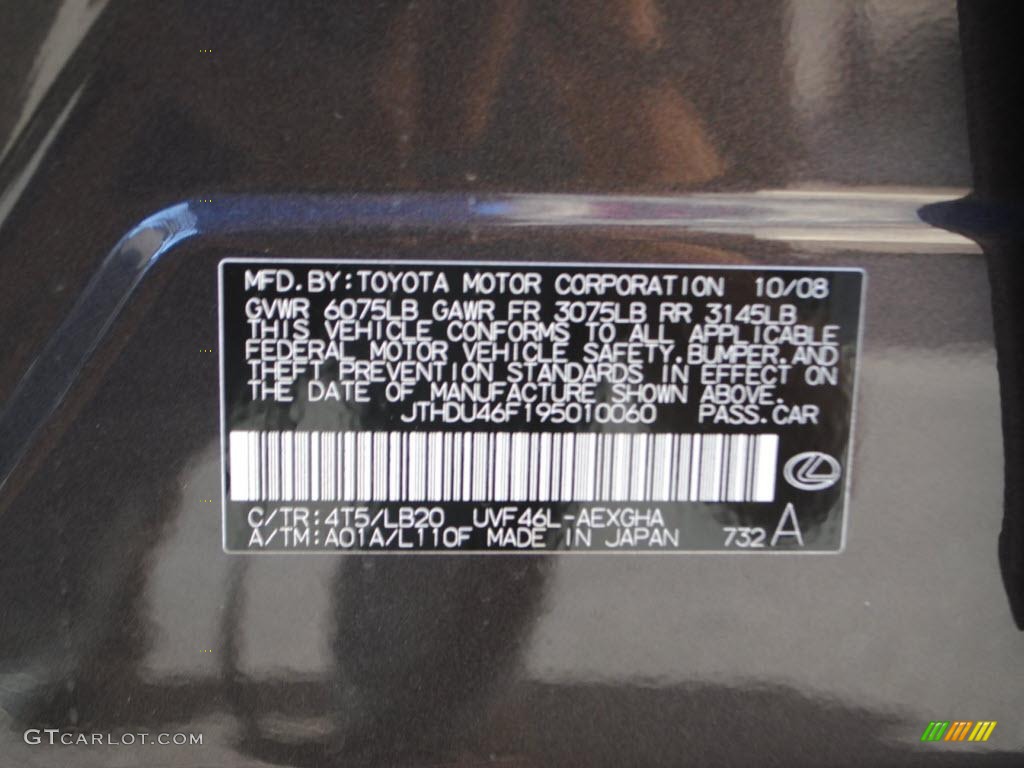 MFD.BY:TOYOTA MOTOR CORPORATION 10/08
GVWR 6075LB GAWR FR 3075LB RR 3145LB
THIS VEHICLE CONFORMS TO ALL APPLICABLE
FEDERAL MOTOR VEHICLE SAFETY.BUMPER.AND
THEFT PREVENTION STANDARDS IN EFFECT ON
THE DATE OF MANUFACTURE SHOWN ABOVE.
JTHDU46F195010060 PASS.CAR
C/TR:4T5/LB20 UVF46L-AEXGHA
A/TM:A01A/L110F MADE IN JAPAN 732 A
GTCARLOT.COM